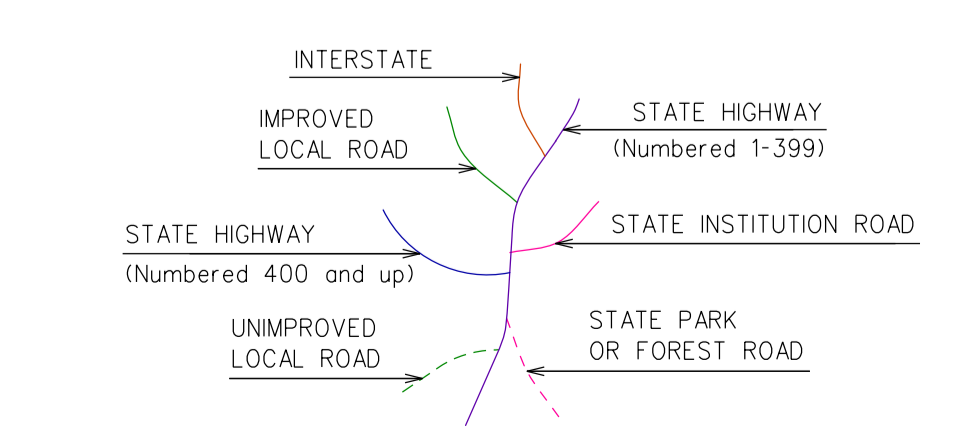 INTERSTATE
STATE HIGHWAY
(Numbered 1-399)
IMPROVED
LOCAL ROAD
STATE INSTITUTION ROAD
STATE HIGHWAY
(Numbered 400 and up)
STATE PARK
OR FOREST ROAD
UNIMPROVED
LOCAL ROAD